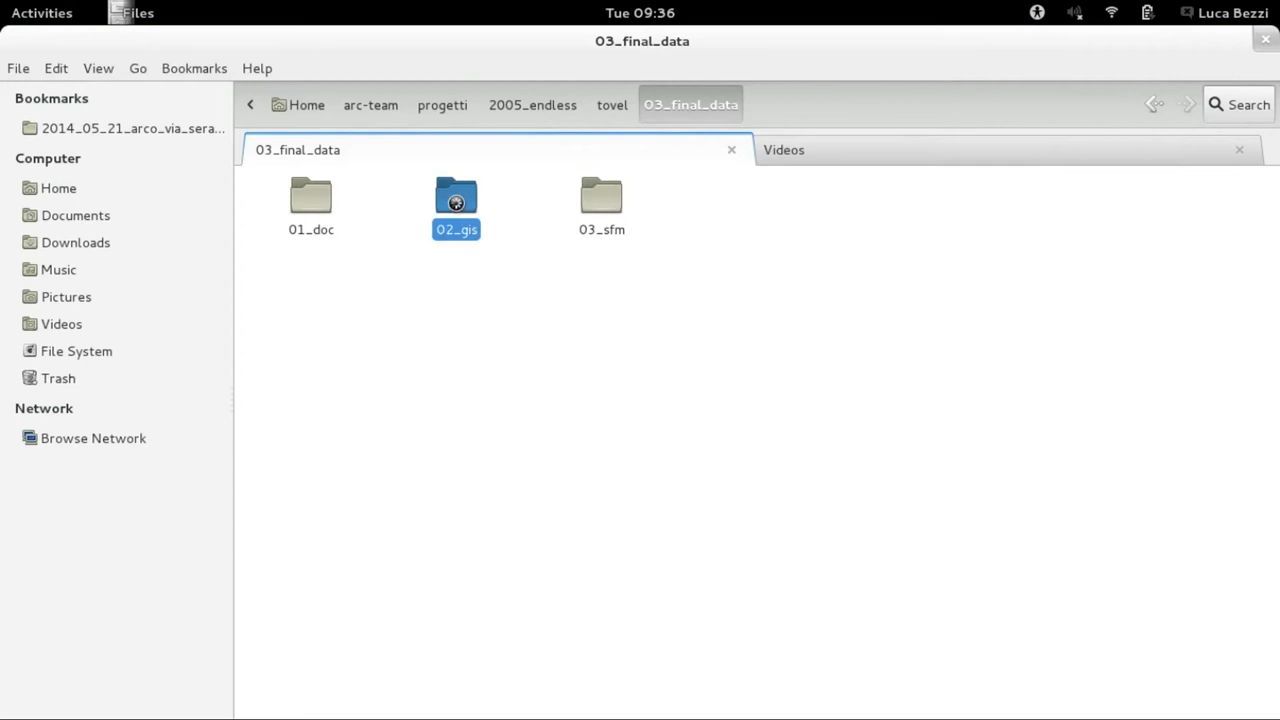 Activities Files Tue 09:36 Luca Bezzi
03_final_data
File Edit View Go Bookmarks Help
Bookmarks
2014_05_21_arco_via_sera...
Computer
Home
Documents
Downloads
Music
Pictures
Videos
File System
Trash
Network
Browse Network
Home arc-team progetti 2005_endless tovel 03_final_data Search
03_final_data Videos
01_doc 02_gis 03_sfm